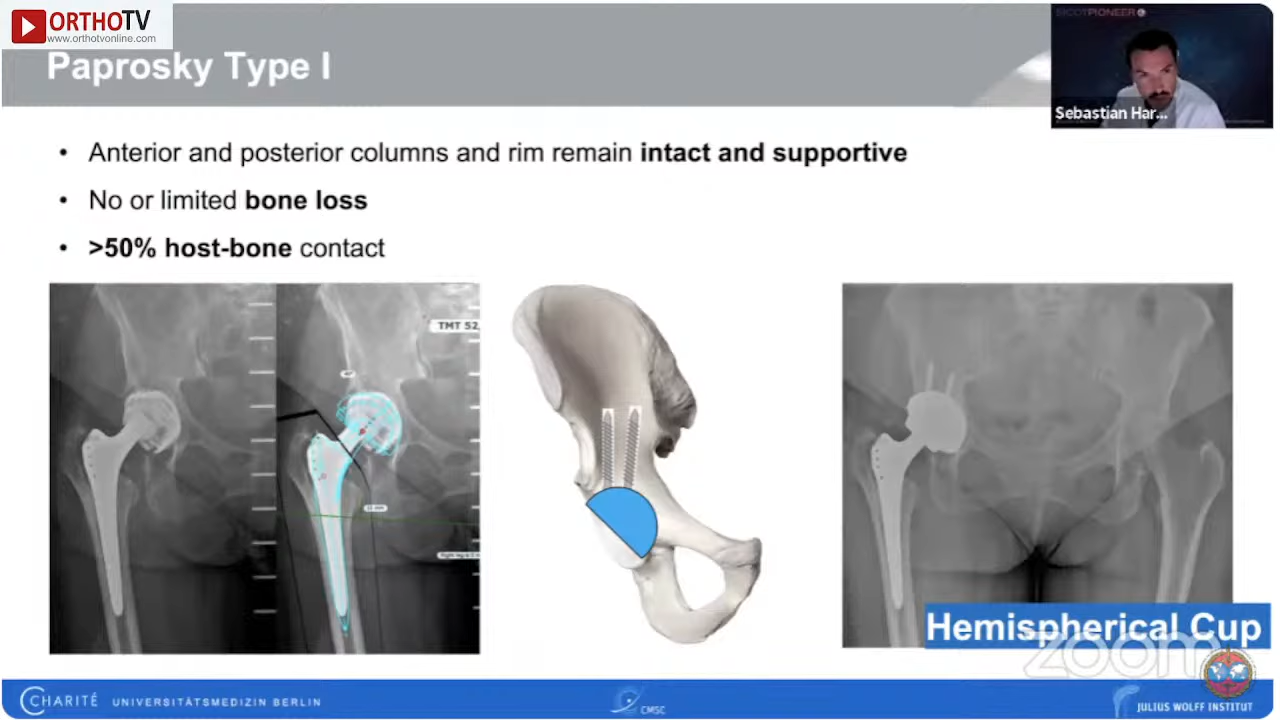 ORTHOTV
www.orthotvonline.com
Paprosky Type I
SICOT PIONEER
Sebastian Har...
• Anterior and posterior columns and rim remain intact and supportive
• No or limited bone loss
• >50% host-bone contact
TMT 52,
Hemispherical Cup
zoom
CHARITÉ UNIVERSITÄTSMEDIZIN BERLIN
CMSC
JULIUS WOLFF INSTITUT